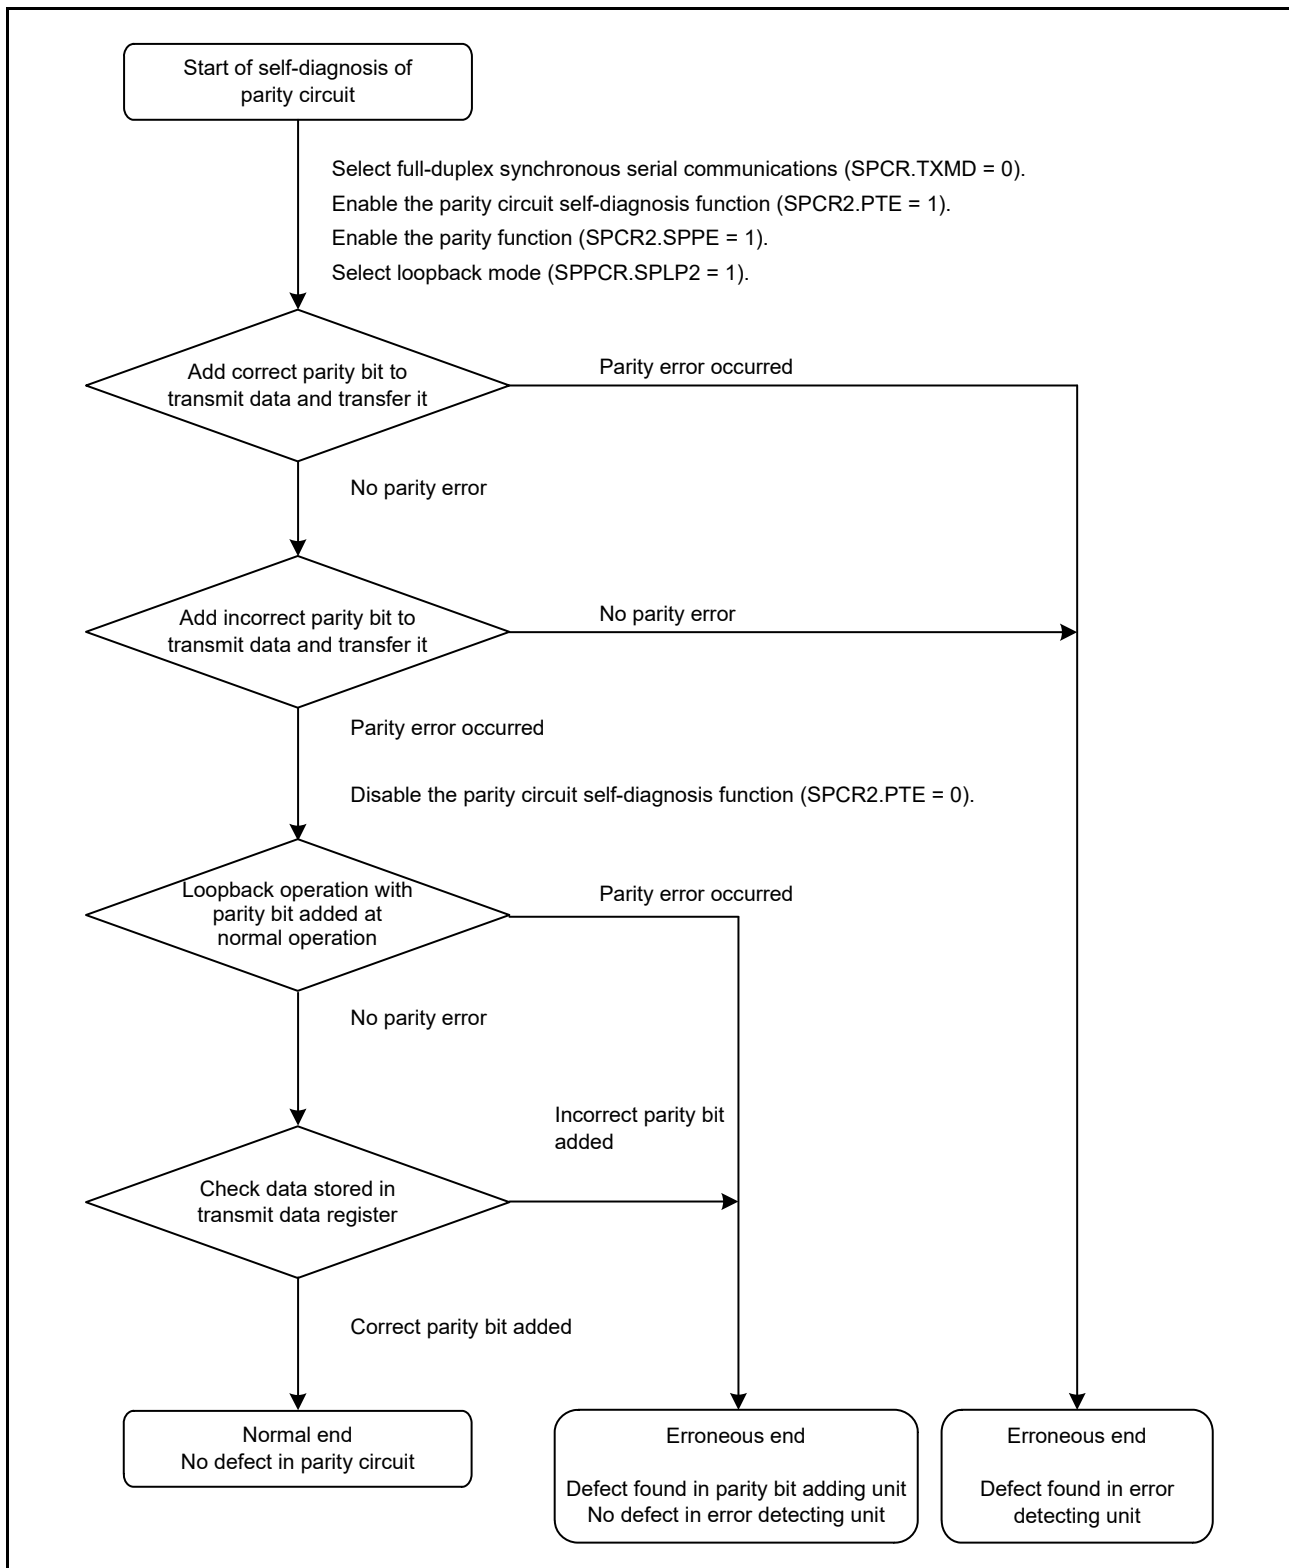 Start of self-diagnosis of
parity circuit
Select full-duplex synchronous serial communications (SPCR.TXMD = 0).
Enable the parity circuit self-diagnosis function (SPCR2.PTE = 1).
Enable the parity function (SPCR2.SPPE = 1).
Select loopback mode (SPPCR.SPLP2 = 1).
Add correct parity bit to
transmit data and transfer it
Parity error occurred
No parity error
Add incorrect parity bit to
transmit data and transfer it
No parity error
Parity error occurred
Disable the parity circuit self-diagnosis function (SPCR2.PTE = 0).
Loopback operation with
parity bit added at
normal operation
Parity error occurred
No parity error
Incorrect parity bit
added
Check data stored in
transmit data register
Correct parity bit added
Normal end
No defect in parity circuit
Erroneous end
Defect found in parity bit adding unit
No defect in error detecting unit
Erroneous end
Defect found in error
detecting unit